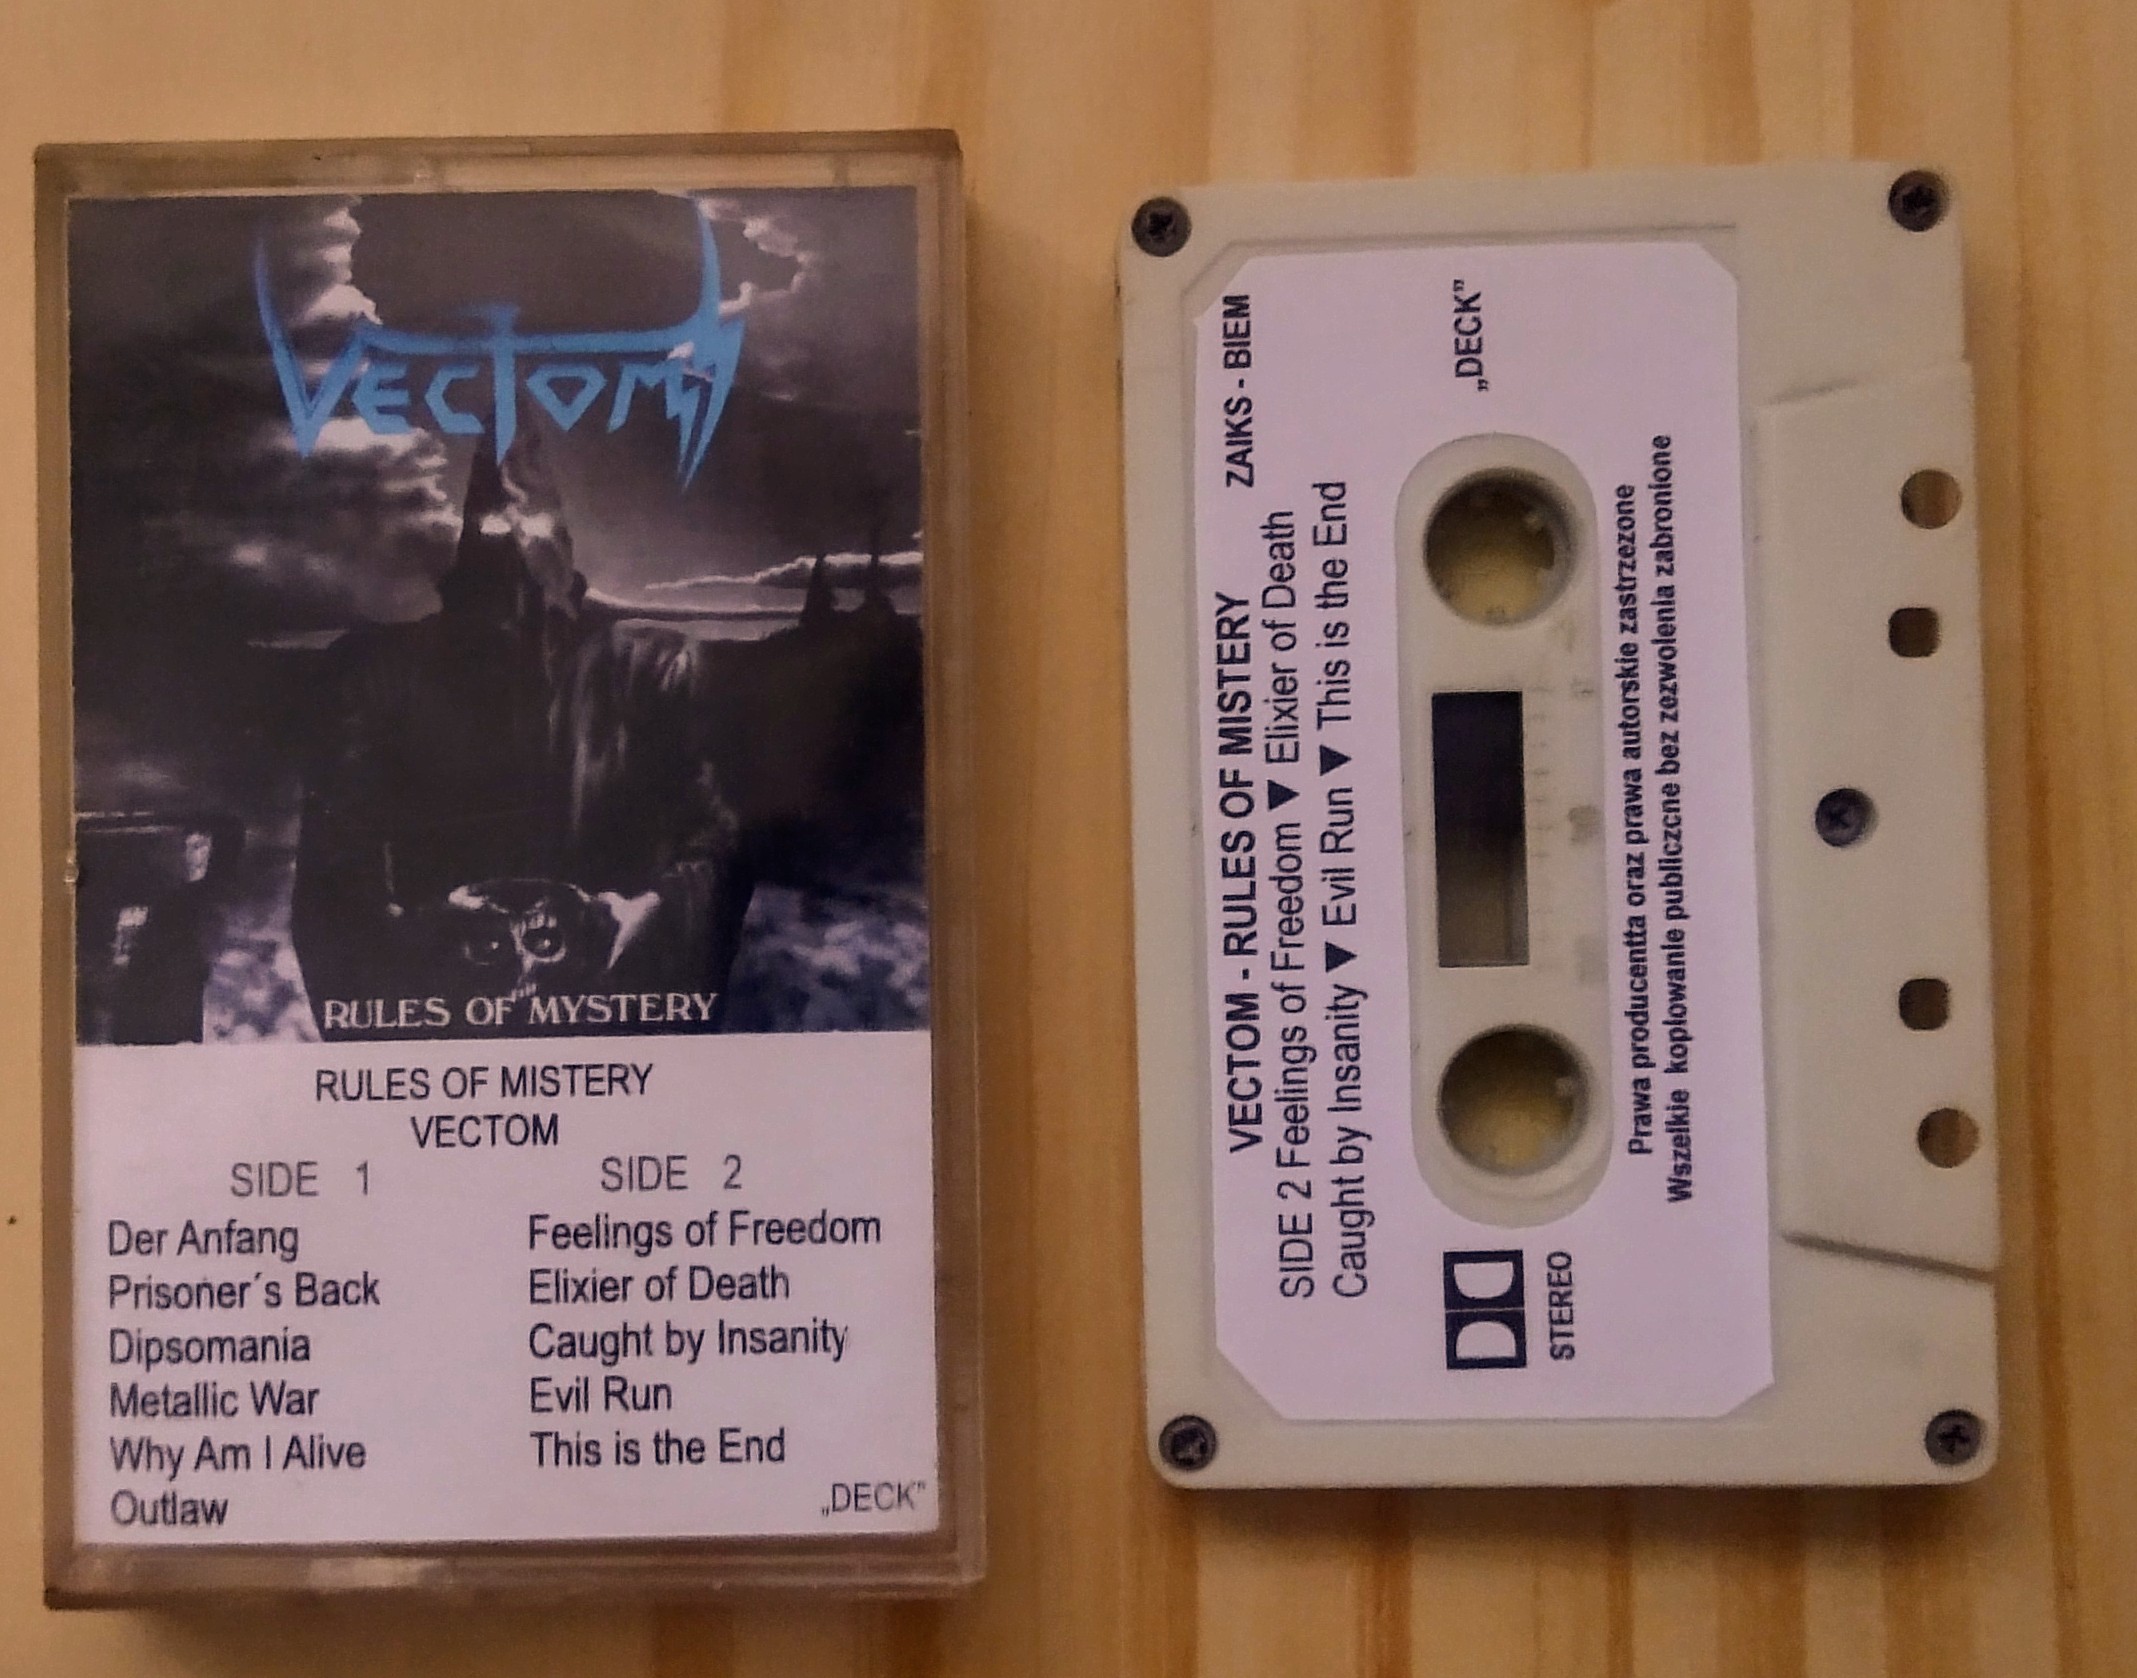 VECTOM
RULES OF MYSTERY
RULES OF MISTERY
VECTOM
SIDE 1
Der Anfang
Prisoner´s Back
Dipsomania
Metallic War
Why Am I Alive
Outlaw
SIDE 2
Feelings of Freedom
Elixier of Death
Caught by Insanity
Evil Run
This is the End
„DECK”
VECTOM - RULES OF MISTERY ZAIKS - BIEM
SIDE 2 Feelings of Freedom ▼ Elixier of Death
Caught by Insanity ▼ Evil Run ▼ This is the End
„DECK”
STEREO
Prawa producentta oraz prawa autorskie zastrzezone
Wszelkie kopiowanie publiczcne bez zezwolenia zabronione